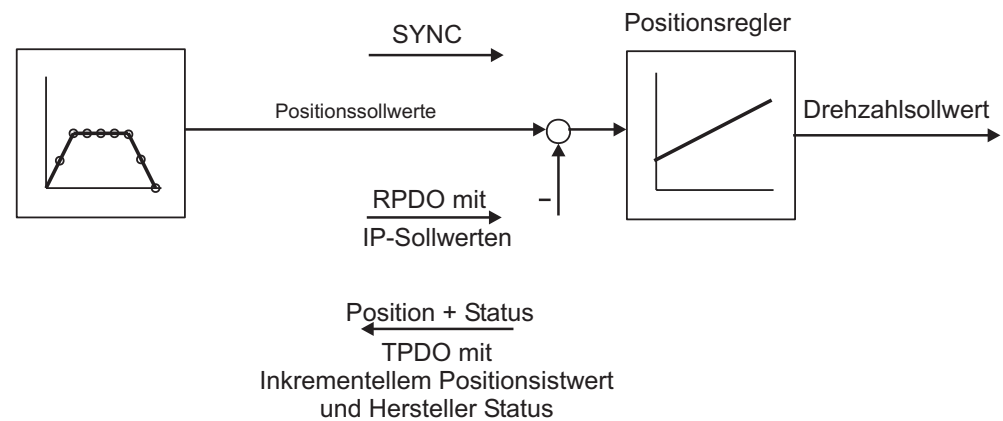 Positionsregler
SYNC
Positionssollwerte
Drehzahlsollwert
RPDO mit
IP-Sollwerten
–
Position + Status
TPDO mit
Inkrementellem Positionsistwert
und Hersteller Status